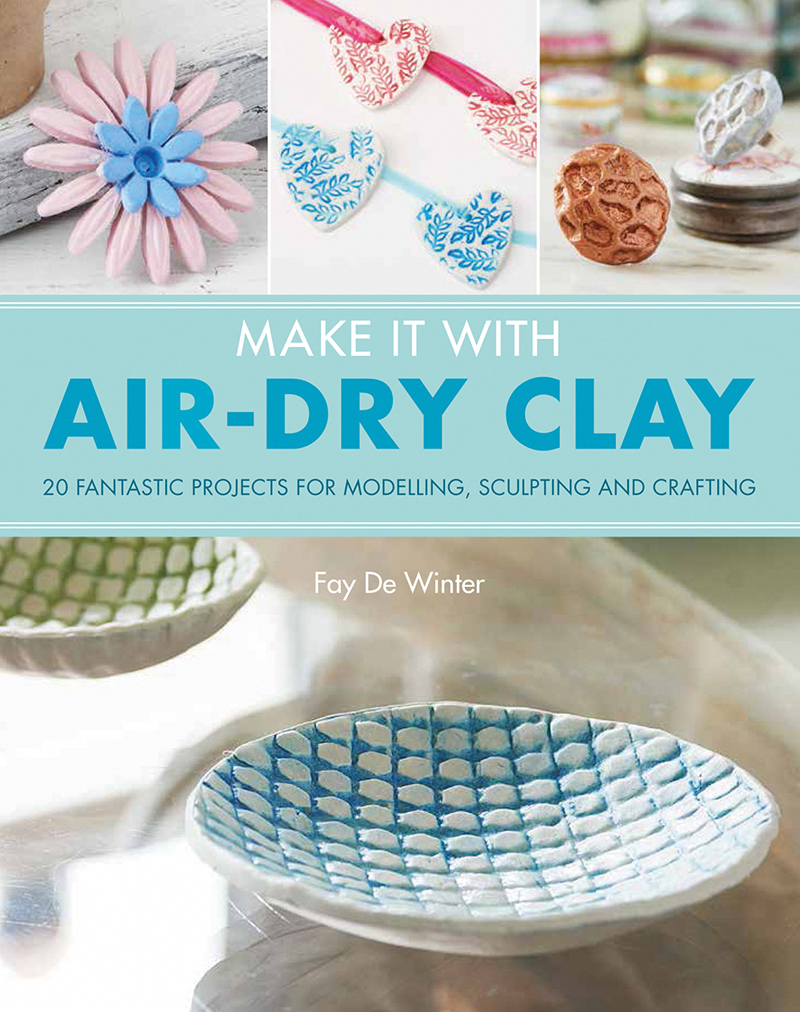 MAKE IT WITH
AIR-DRY CLAY
20 FANTASTIC PROJECTS FOR MODELLING, SCULPTING AND CRAFTING
Fay De Winter